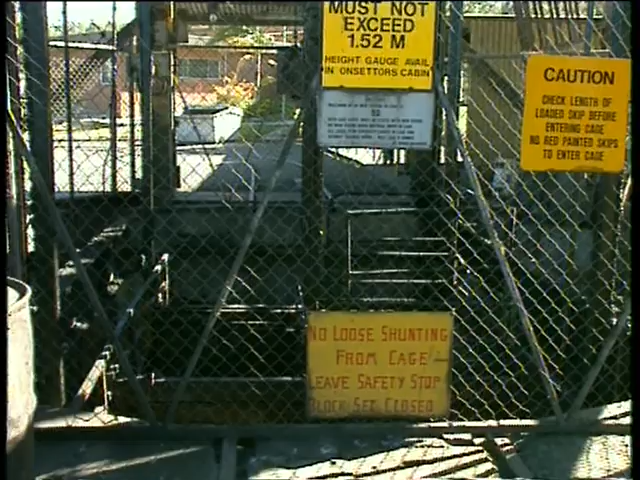 MUST NOT
EXCEED
1.52 M
HEIGHT GAUGE AVAIL
IN ONSETTORS CABIN
CAUTION
CHECK LENGTH OF
LOADED SKIP BEFORE
ENTERING CAGE
NO RED PAINTED SKIPS
TO ENTER CAGE
NO LOOSE SHUNTING
FROM CAGE -
LEAVE SAFETY STOP
BLOCK SET CLOSED